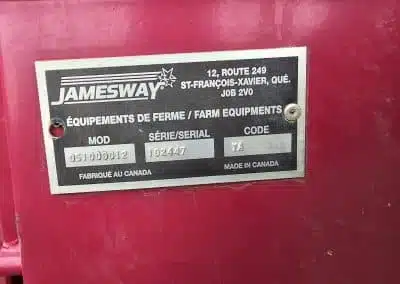 JAMESWAY
12, ROUTE 249
ST-FRANÇOIS-XAVIER, QUÉ.
J0B 2V0
ÉQUIPEMENTS DE FERME / FARM EQUIPMENTS
MOD SÉRIE/SERIAL CODE
051000012 102447 TA
FABRIQUÉ AU CANADA MADE IN CANADA